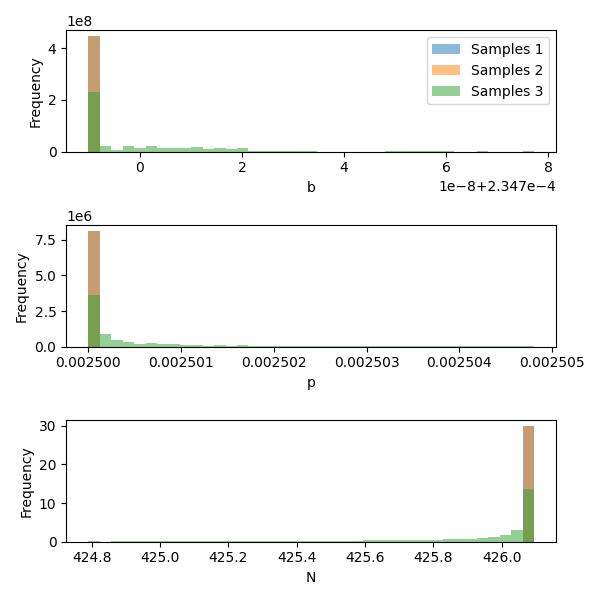 1e8
4
2
0
Frequency
Samples 1
Samples 2
Samples 3
0 2 4 6 8
1e-8+2.347e-4
b
1e6
7.5
5.0
2.5
0.0
Frequency
0.002500 0.002501 0.002502 0.002503 0.002504 0.002505
p
30
20
10
0
Frequency
424.8 425.0 425.2 425.4 425.6 425.8 426.0
N